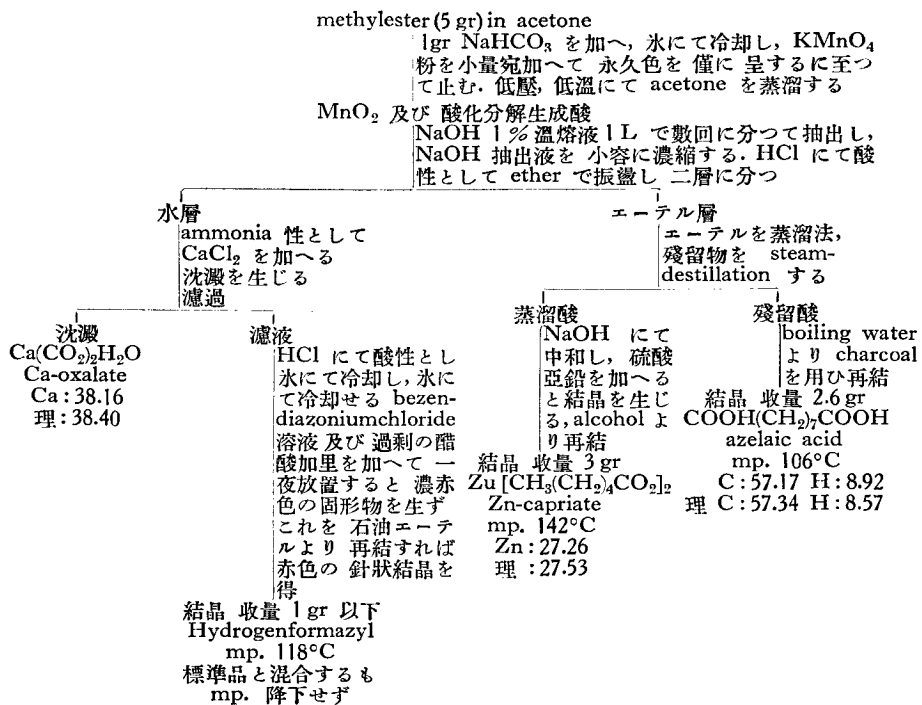 methylester (5 gr) in acetone
1gr NaHCO₃ を加へ, 氷にて冷却し, KMnO₄
粉を小量宛加へて 永久色を 僅に 呈するに至つ
て止む. 低壓, 低溫にて acetone を蒸溜する
MnO₂ 及び 酸化分解生成酸
NaOH 1% 溫熔液 1 L で數回に分つて抽出し,
NaOH 抽出液を 小容に濃縮する. HCl にて酸
性として ether で振盪し 二層に分つ
水層
ammonia 性として
CaCl₂ を加へる
沈澱を生じる
濾過
沈澱
Ca(CO₂)₂H₂O
Ca-oxalate
Ca : 38.16
理 : 38.40
濾液
HCl にて酸性とし
氷にて冷却し, 氷に
て冷却せる bezen-
diazoniumchloride
溶液 及び 過剩の醋
酸加里を加へて 一
夜放置すると 濃赤
色の固形物を生ず
これを 石油エーテ
ルより 再結すれば
赤色の 針狀結晶を
得
結晶 收量 1 gr 以下
Hydrogenformazyl
mp. 118°C
標準品と混合するも
mp. 降下せず
エーテル層
エーテルを蒸溜法,
殘留物を steam-
destillation する
蒸溜酸
NaOH にて
中和し, 硫酸
亞鉛を加へる
と結晶を生じ
る, alcohol よ
り再結
結晶 收量 3 gr
Zu [CH₃(CH₂)₄CO₂]₂
Zn-capriate
mp. 142°C
Zn : 27.26
理 : 27.53
殘留酸
boiling water
より charcoal
を用ひ再結
結晶 收量 2.6 gr
COOH(CH₂)₇COOH
azelaic acid
mp. 106°C
C : 57.17 H : 8.92
理 C : 57.34 H : 8.57